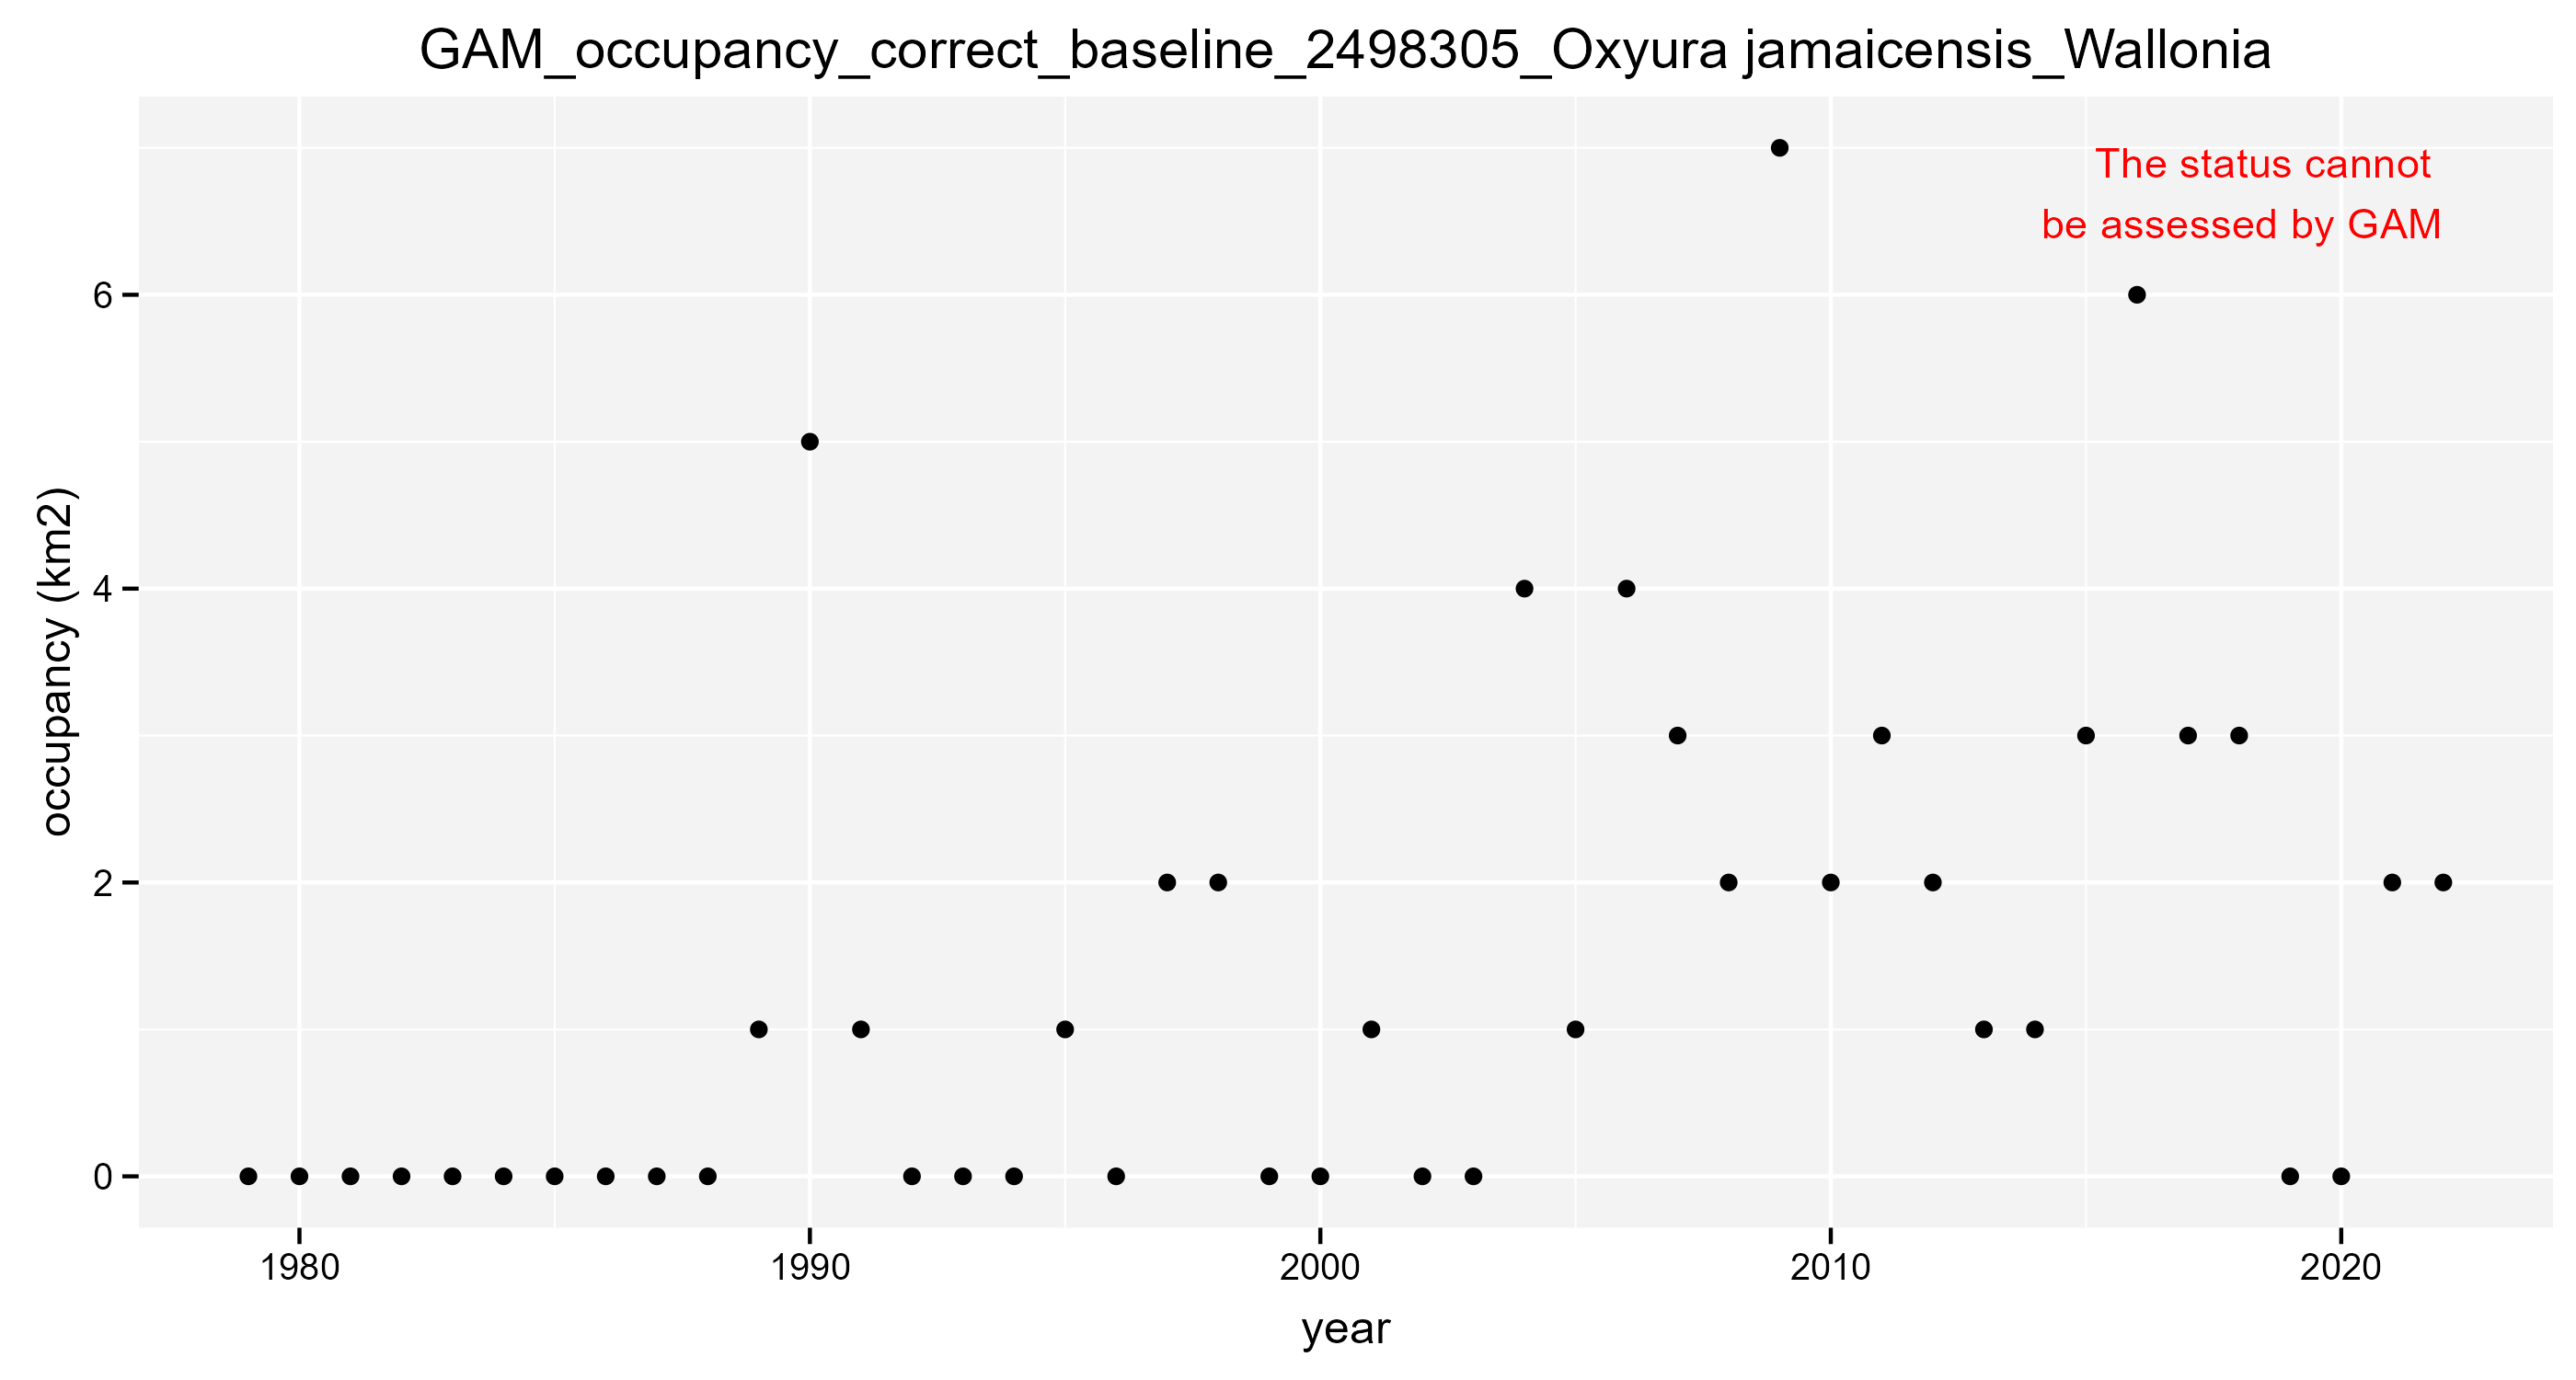 GAM_occupancy_correct_baseline_2498305_Oxyura jamaicensis_Wallonia
The status cannot
be assessed by GAM
occupancy (km2)
6
4
2
0
1980 1990 2000 2010 2020
year